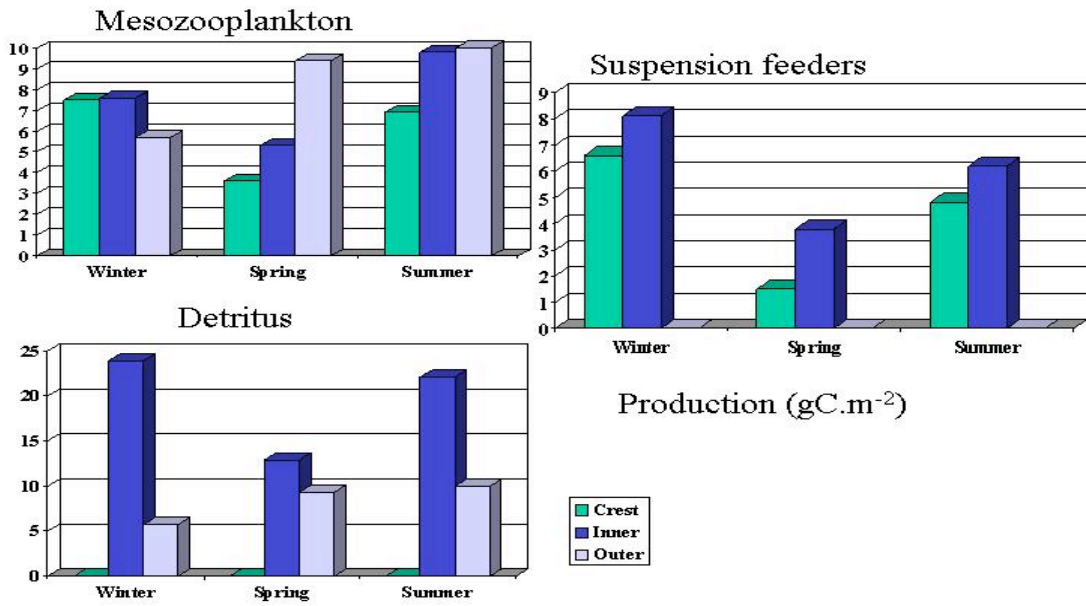 Mesozooplankton
10
9
8
7
6
5
4
3
2
1
0
Winter Spring Summer
Suspension feeders
9
8
7
6
5
4
3
2
1
0
Winter Spring Summer
Detritus
25
20
15
10
5
0
Winter Spring Summer
Production (gC.m⁻²)
Crest
Inner
Outer